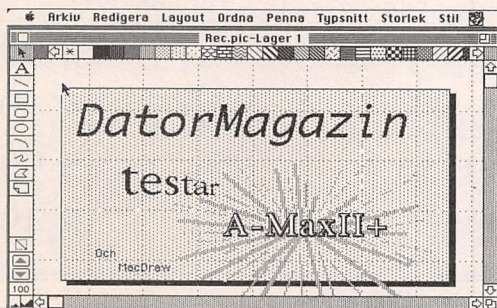 Arkiv Redigera Layout Ordna Penna Typsnitt Storlek Stil
Rec.pic-Lager 1
A
DatorMagazin
testar
A-MaxII+
Och
MacDraw
100